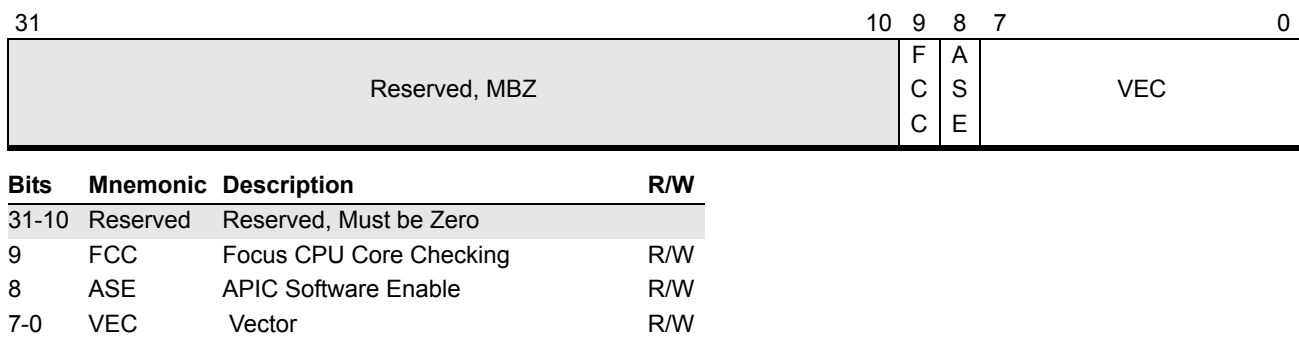 31 10 9 8 7 0
Reserved, MBZ
F
C
C
A
S
E
VEC
Bits Mnemonic Description R/W
31-10 Reserved Reserved, Must be Zero
9 FCC Focus CPU Core Checking R/W
8 ASE APIC Software Enable R/W
7-0 VEC Vector R/W